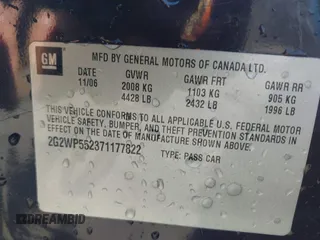 GM
MFD BY GENERAL MOTORS OF CANADA LTD.
DATE GVWR GAWR FRT GAWR RR
11/06 2008 KG 1103 KG 905 KG
4428 LB 2432 LB 1996 LB
THIS VEHICLE CONFORMS TO ALL APPLICABLE U.S. FEDERAL MOTOR
VEHICLE SAFETY, BUMPER, AND THEFT PREVENTION STANDARDS IN
EFFECT ON THE DATE OF MANUFACTURE SHOWN ABOVE.
2G2WP552371177822 TYPE: PASS CAR
DREAMBID